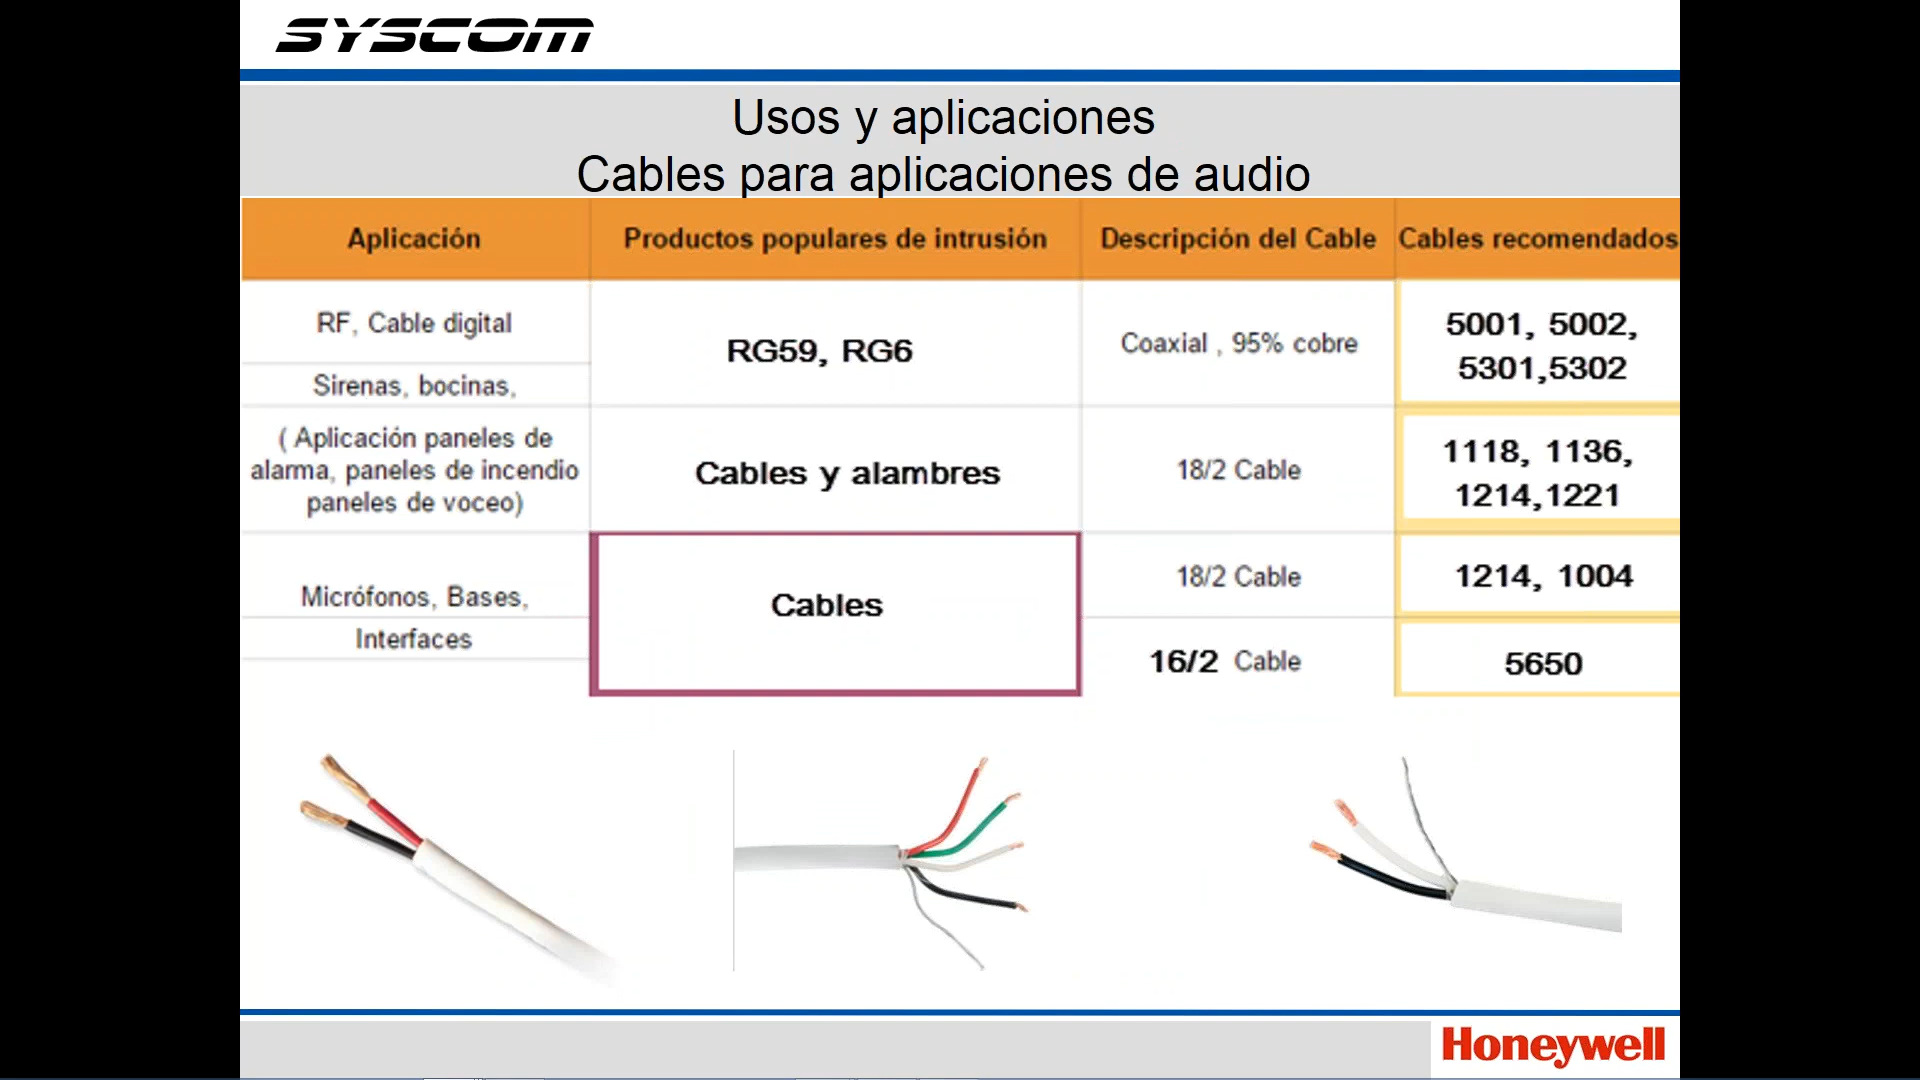 SYSCOM
Usos y aplicaciones
Cables para aplicaciones de audio
Aplicación
Productos populares de intrusión
Descripción del Cable
Cables recomendados
RF, Cable digital
Sirenas, bocinas,
RG59, RG6
Coaxial , 95% cobre
5001, 5002,
5301,5302
( Aplicación paneles de
alarma, paneles de incendio
paneles de voceo)
Cables y alambres
18/2 Cable
1118, 1136,
1214,1221
Micrófonos, Bases,
Interfaces
Cables
18/2 Cable
1214, 1004
16/2 Cable
5650
Honeywell